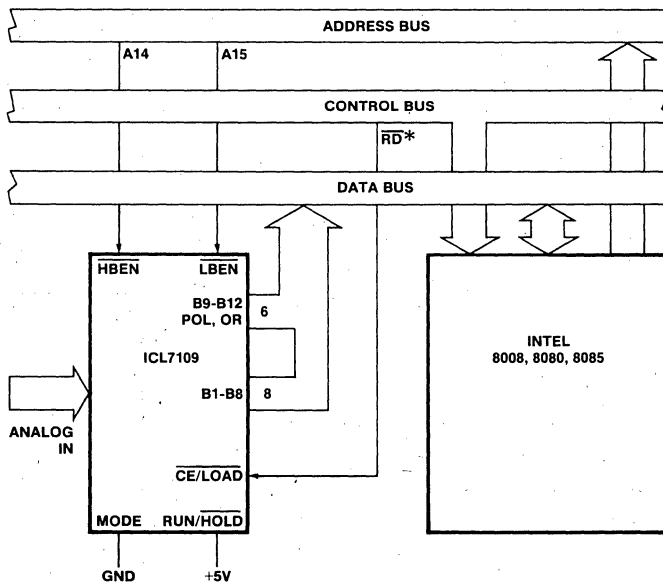 ADDRESS BUS
A14
A15
CONTROL BUS
RD*
DATA BUS
HBEN
LBEN
B9-B12
POL, OR
6
ICL7109
B1-B8
8
ANALOG
IN
CE/LOAD
MODE
RUN/HOLD
GND
+5V
INTEL
8008, 8080, 8085